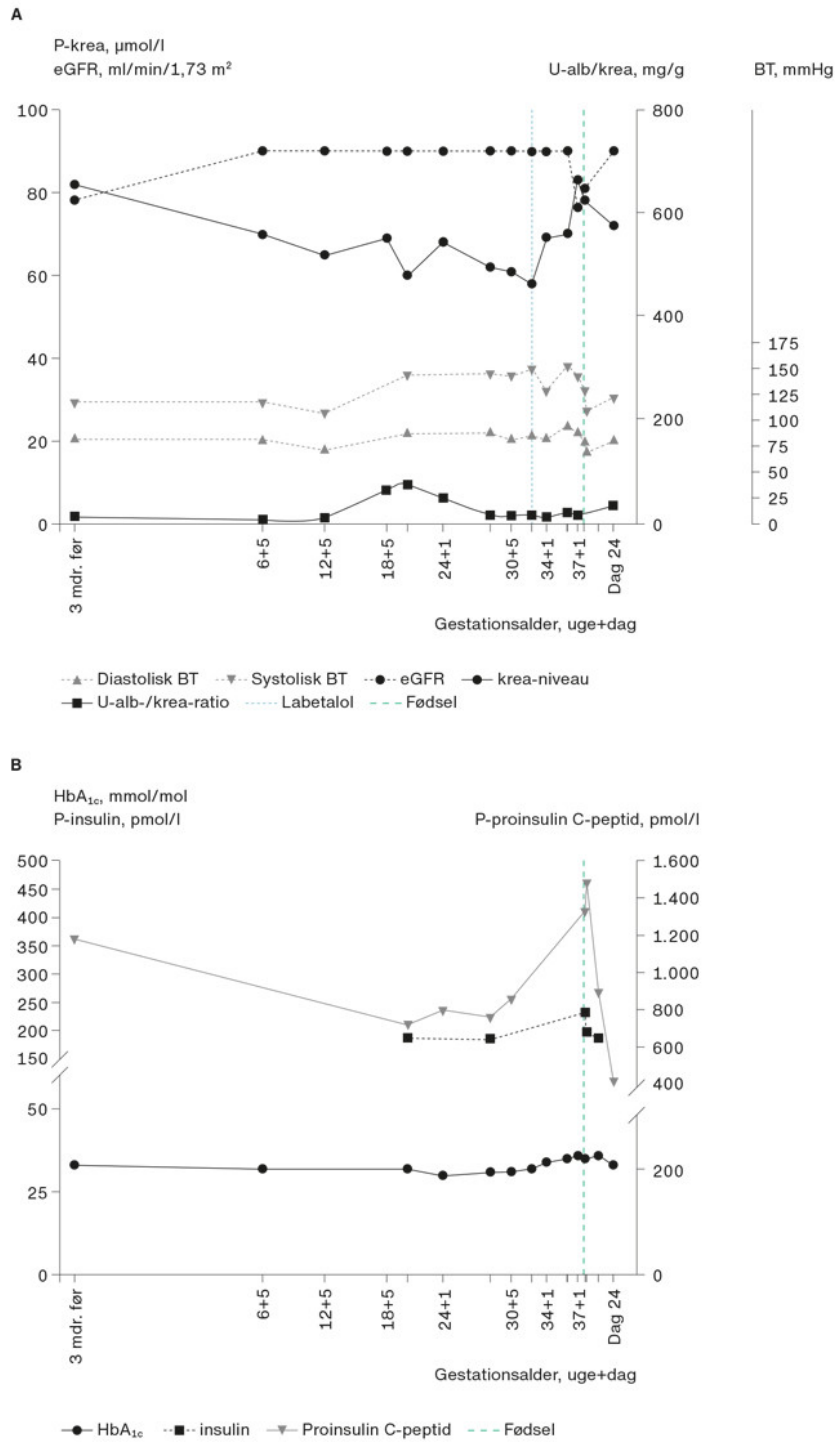 A
P-krea, μmol/l
eGFR, ml/min/1,73 m²
U-alb/krea, mg/g
BT, mmHg
100
80
60
40
20
0
800
600
400
200
0
175
150
125
100
75
50
25
0
3 mdr. før
6+5
12+5
18+5
24+1
30+5
34+1
37+1
Dag 24
Gestationsalder, uge+dag
Diastolisk BT
Systolisk BT
eGFR
krea-niveau
U-alb-/krea-ratio
Labetalol
Fødsel
B
HbA₁c, mmol/mol
P-insulin, pmol/l
P-proinsulin C-peptid, pmol/l
500
450
400
350
300
250
200
150
50
25
0
1.600
1.400
1.200
1.000
800
600
400
200
0
3 mdr. før
6+5
12+5
18+5
24+1
30+5
34+1
37+1
Dag 24
Gestationsalder, uge+dag
HbA₁c
insulin
Proinsulin C-peptid
Fødsel